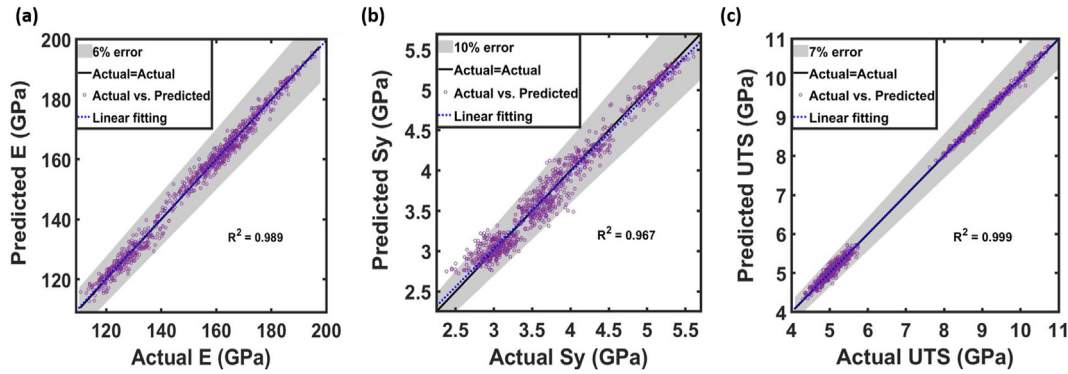 (a)
200
180
160
140
120
120
140
160
180
200
Predicted E (GPa)
Actual E (GPa)
6% error
Actual=Actual
Actual vs. Predicted
Linear fitting
R² = 0.989
(b)
5.5
5
4.5
4
3.5
3
2.5
2.5
3
3.5
4
4.5
5
5.5
Predicted Sy (GPa)
Actual Sy (GPa)
10% error
Actual=Actual
Actual vs. Predicted
Linear fitting
R² = 0.967
(c)
11
10
9
8
7
6
5
4
4
5
6
7
8
9
10
11
Predicted UTS (GPa)
Actual UTS (GPa)
7% error
Actual=Actual
Actual vs. Predicted
Linear fitting
R² = 0.999